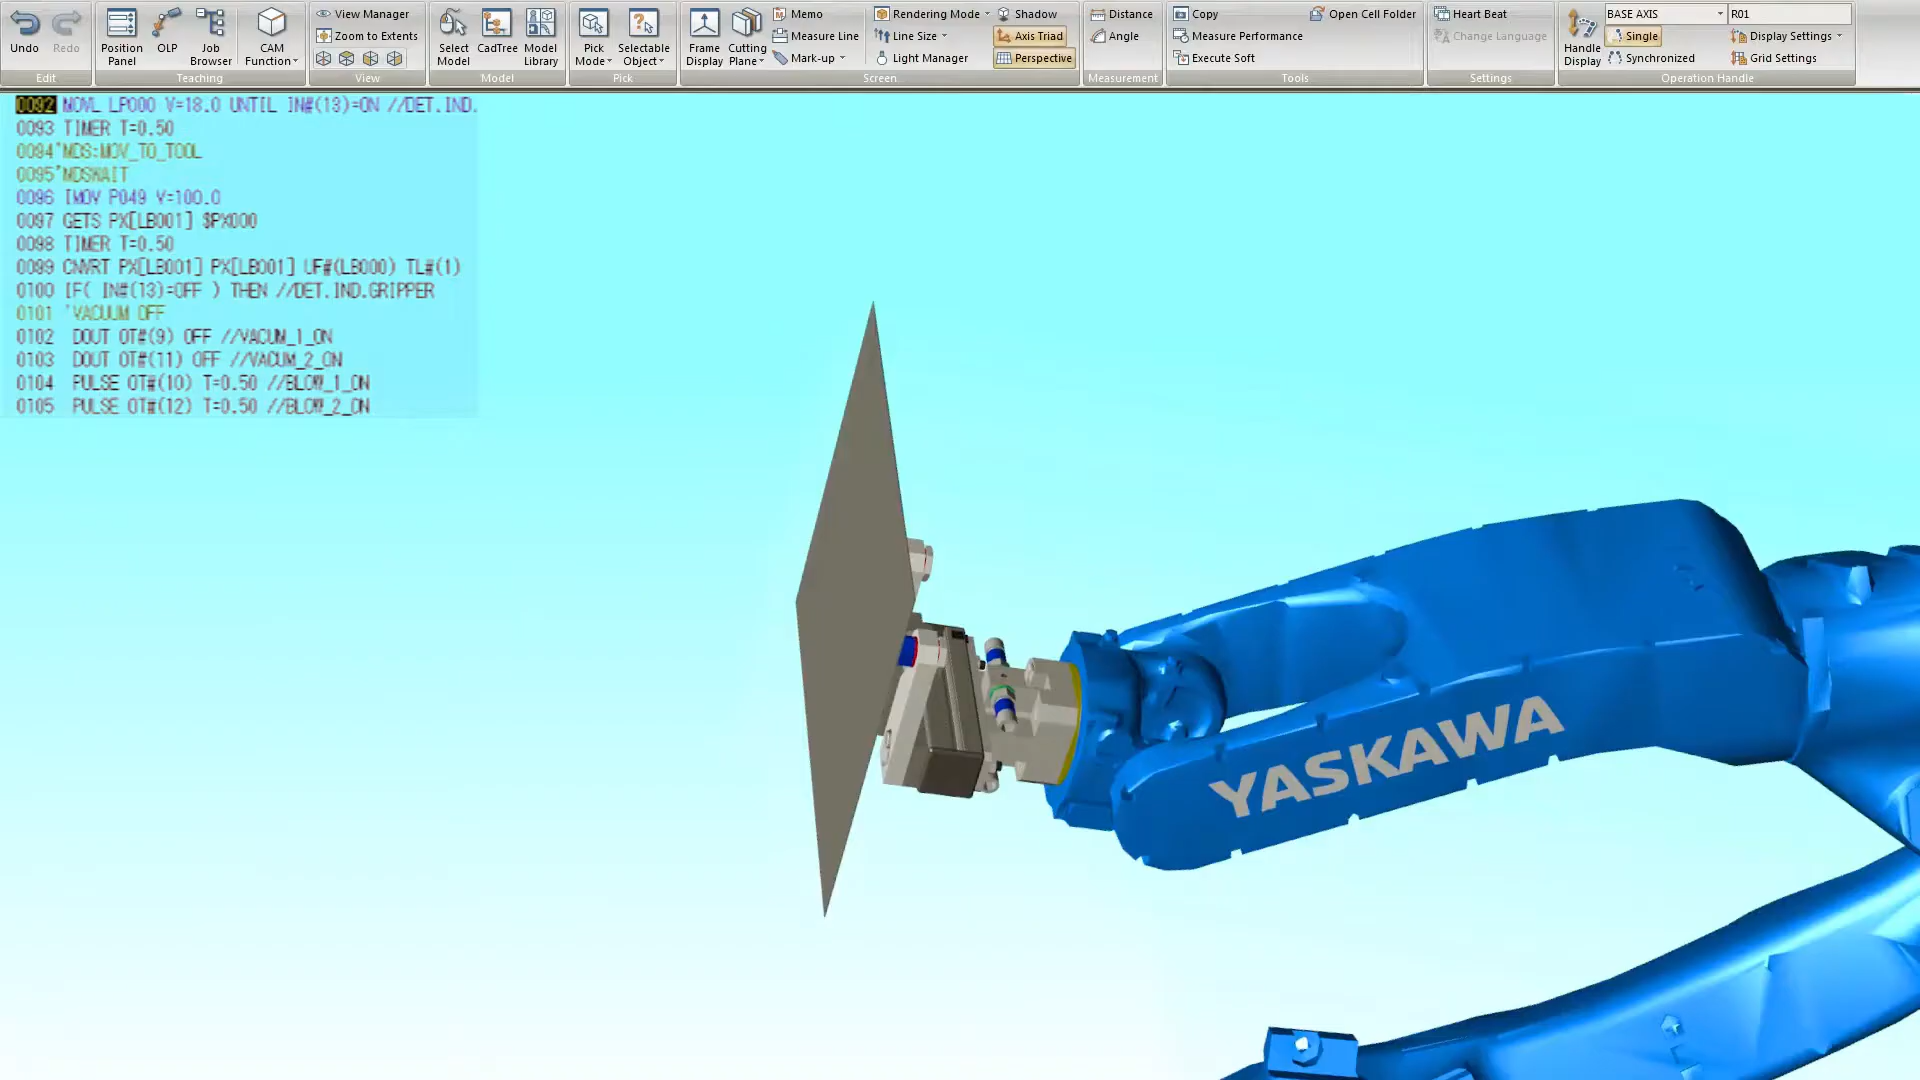 Undo
Redo
Edit
Position Panel
OLP
Job Browser
CAM Function
Teaching
View Manager
Zoom to Extents
View
Select Model
CadTree
Model Library
Model
Pick Mode
Selectable Object
Pick
Frame Display
Cutting Plane
Memo
Measure Line
Mark-up
Rendering Mode
Line Size
Light Manager
Shadow
Axis Triad
Perspective
Screen
Distance
Angle
Measurement
Copy
Measure Performance
Execute Soft
Open Cell Folder
Tools
Heart Beat
Change Language
Settings
Handle Display
BASE AXIS
R01
Single
Synchronized
Display Settings
Grid Settings
Operation Handle
0092 MOVL LP000 V=18.0 UNTIL IN#(13)=ON //DET.IND.
0093 TIMER T=0.50
0094'MDS:MOV_TO_TOOL
0095'MDSWAIT
0096 IMOV P049 V=100.0
0097 GETS PX[LB001] $PX000
0098 TIMER T=0.50
0099 CNVRT PX[LB001] PX[LB001] UF#(LB000) TL#(1)
0100 IF( IN#(13)=OFF ) THEN //DET.IND.GRIPPER
0101 'VACUUM OFF
0102 DOUT OT#(9) OFF //VACUM_1_ON
0103 DOUT OT#(11) OFF //VACUM_2_ON
0104 PULSE OT#(10) T=0.50 //BLOW_1_ON
0105 PULSE OT#(12) T=0.50 //BLOW_2_ON
YASKAWA